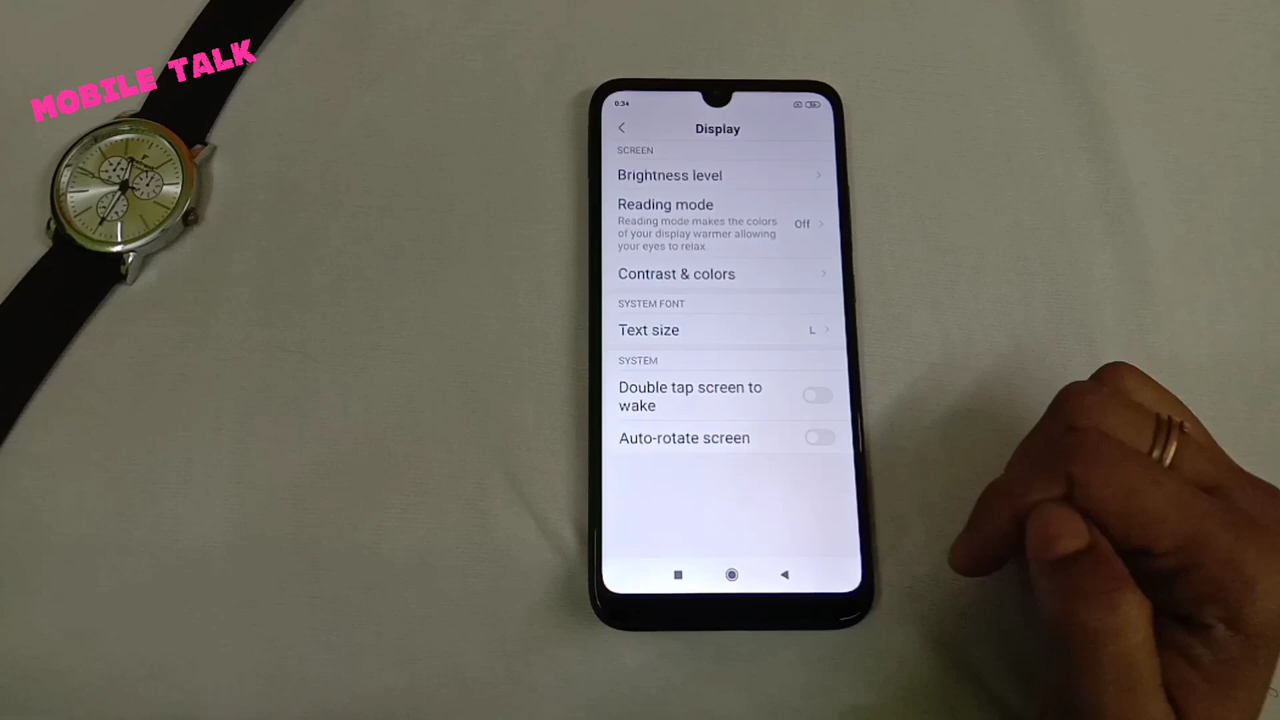 MOBILE TALK
0:34
Display
SCREEN
Brightness level
Reading mode
Reading mode makes the colors
of your display warmer allowing
your eyes to relax.
Off
Contrast & colors
SYSTEM FONT
Text size
L
SYSTEM
Double tap screen to
wake
Auto-rotate screen